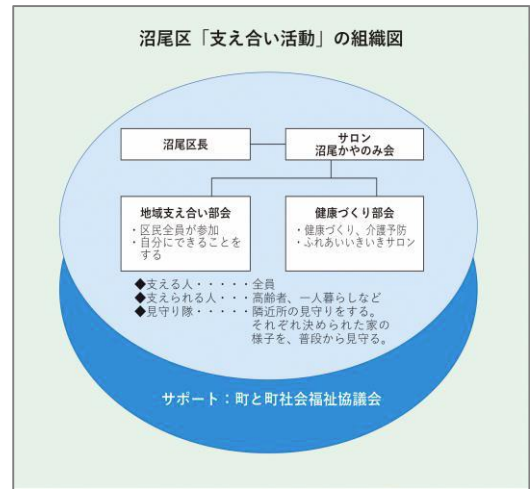 沼尾区「支え合い活動」の組織図
沼尾区長
サロン
沼尾かやのみ会
地域支え合い部会
・区民全員が参加
・自分にできることを
する
健康づくり部会
・健康づくり、介護予防
・ふれあいいきいきサロン
◆支える人・・・・・全員
◆支えられる人・・・高齢者、一人暮らしなど
◆見守り隊・・・・・隣近所の見守りをする。
それぞれ決められた家の
様子を、普段から見守る。
サポート：町と町社会福祉協議会